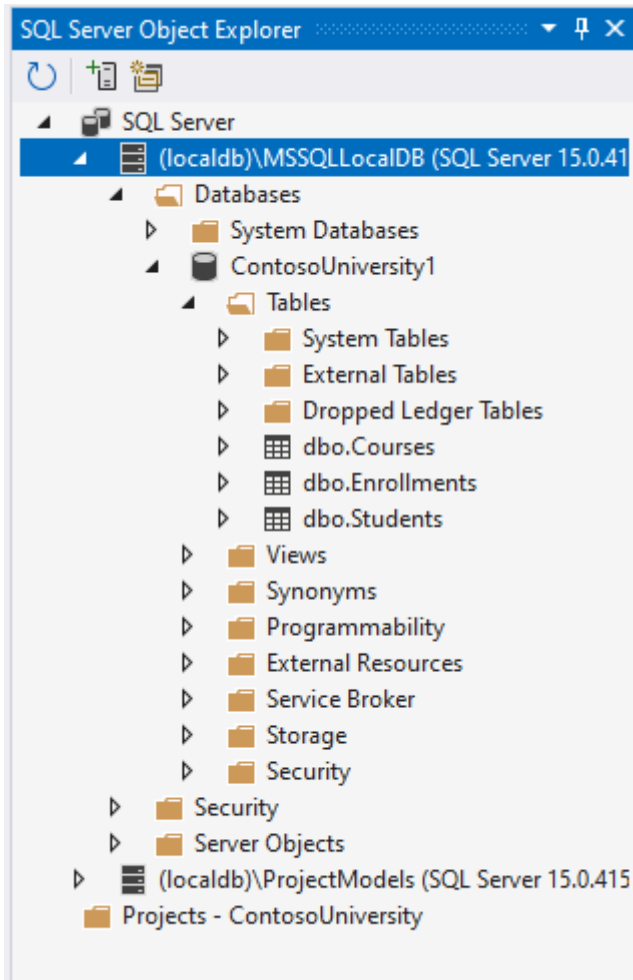 SQL Server Object Explorer
SQL Server
(localdb)\MSSQLLocalDB (SQL Server 15.0.41
Databases
System Databases
ContosoUniversity1
Tables
System Tables
External Tables
Dropped Ledger Tables
dbo.Courses
dbo.Enrollments
dbo.Students
Views
Synonyms
Programmability
External Resources
Service Broker
Storage
Security
Security
Server Objects
(localdb)\ProjectModels (SQL Server 15.0.415
Projects - ContosoUniversity